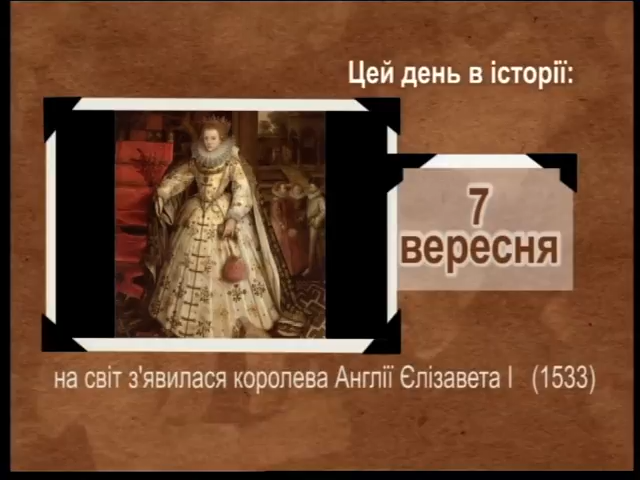 Цей день в історії:
7
вересня
на світ з'явилася королева Англії Єлізавета І (1533)